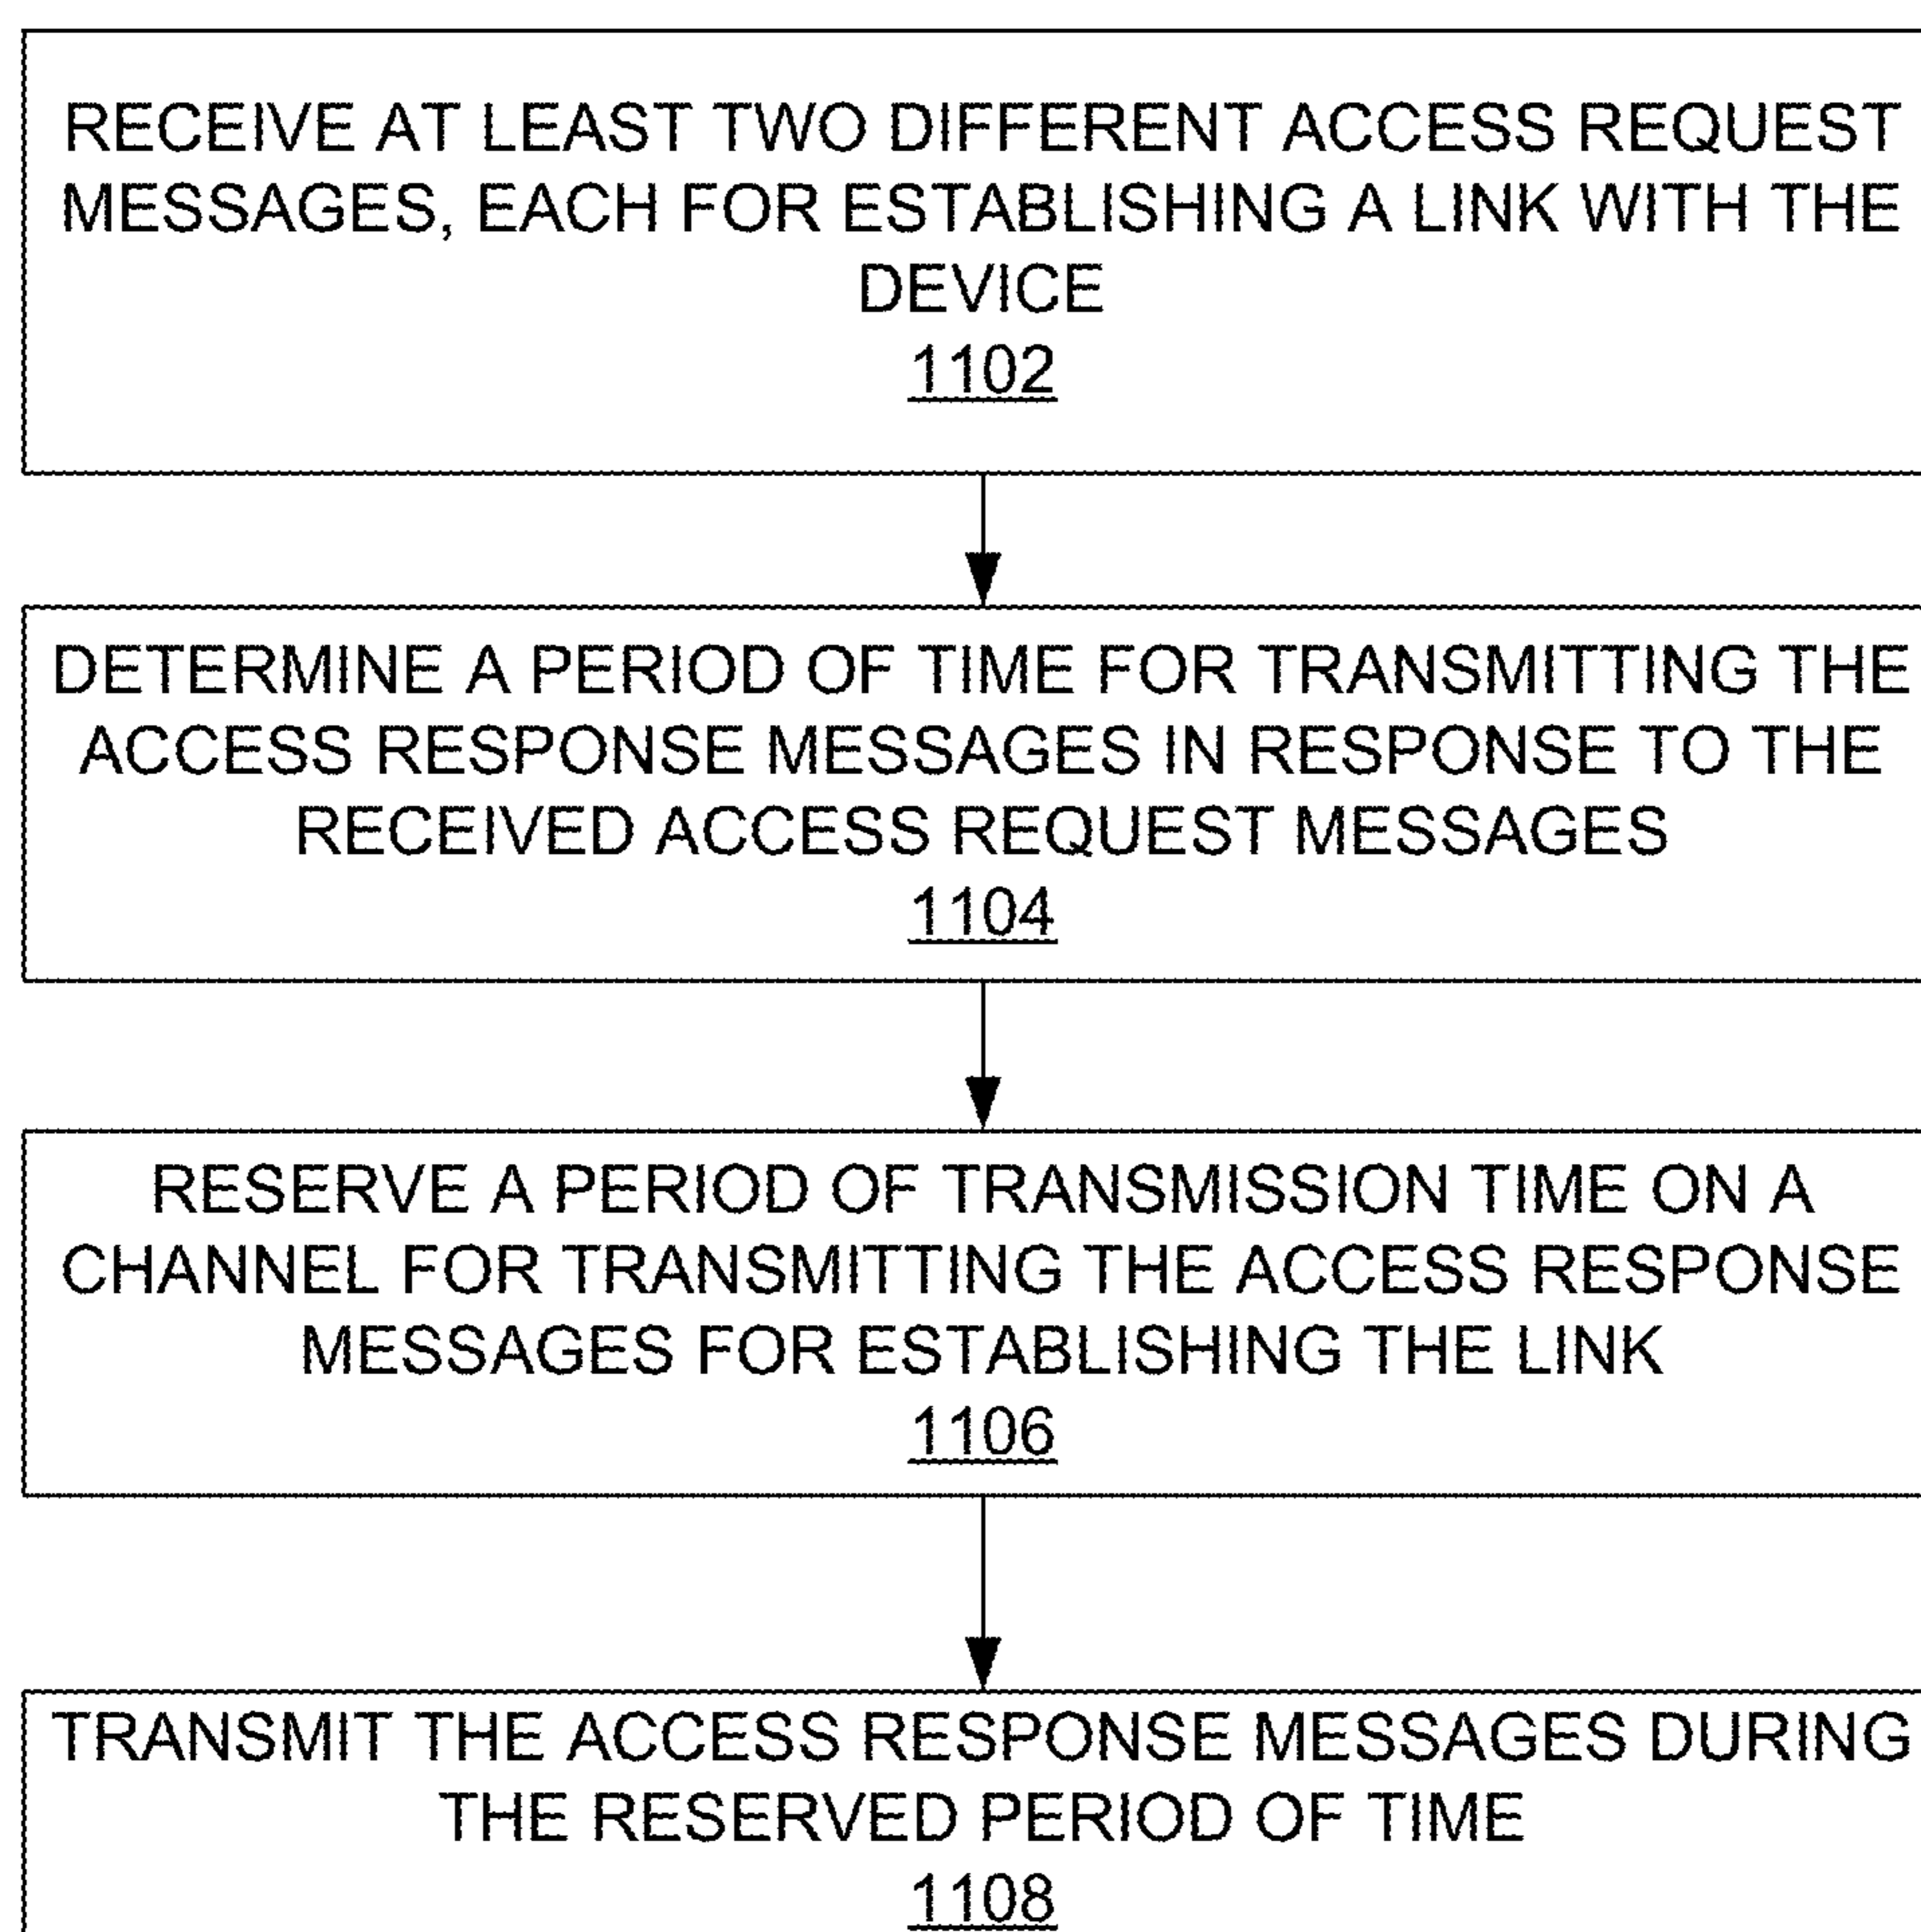 RECEIVE AT LEAST TWO DIFFERENT ACCESS REQUEST
MESSAGES, EACH FOR ESTABLISHING A LINK WITH THE
DEVICE
1102
DETERMINE A PERIOD OF TIME FOR TRANSMITTING THE
ACCESS RESPONSE MESSAGES IN RESPONSE TO THE
RECEIVED ACCESS REQUEST MESSAGES
1104
RESERVE A PERIOD OF TRANSMISSION TIME ON A
CHANNEL FOR TRANSMITTING THE ACCESS RESPONSE
MESSAGES FOR ESTABLISHING THE LINK
1106
TRANSMIT THE ACCESS RESPONSE MESSAGES DURING
THE RESERVED PERIOD OF TIME
1108